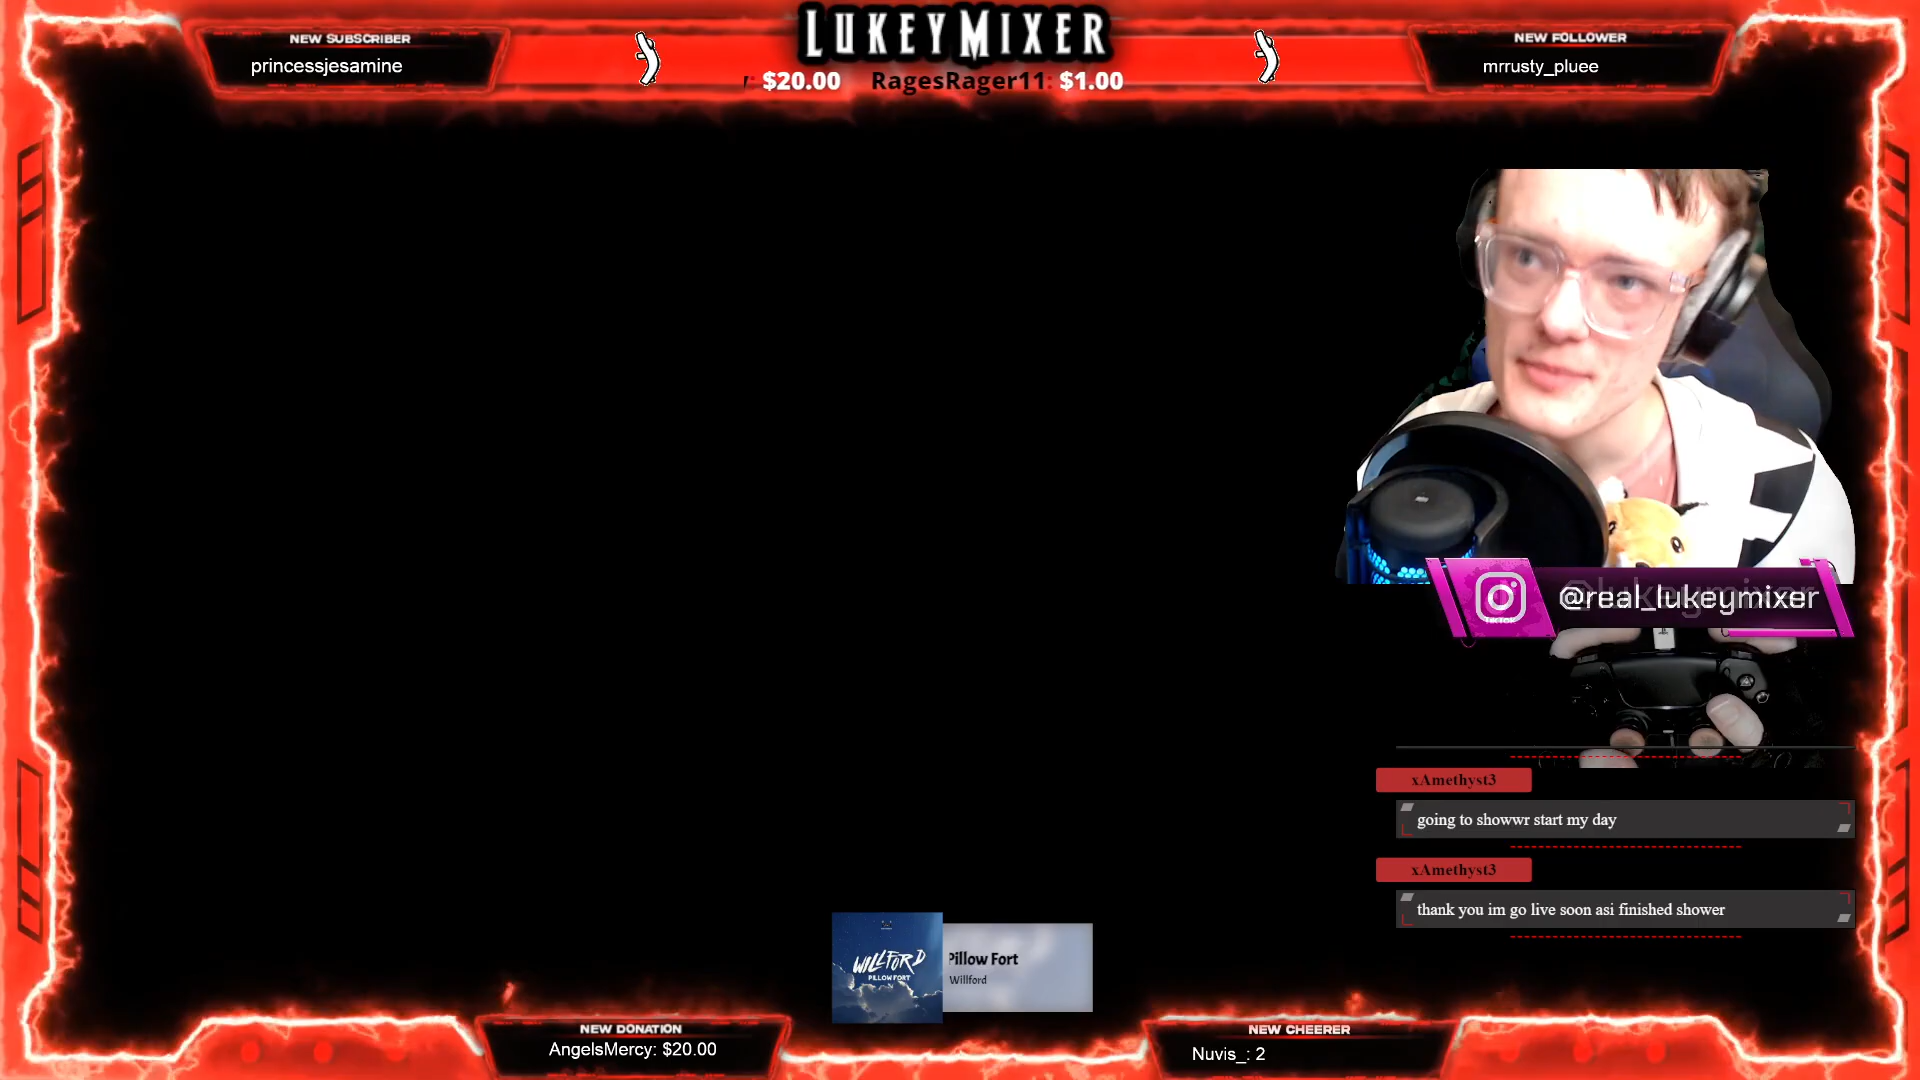 NEW SUBSCRIBER
princessjesamine
LUKEYMIXER
: $20.00 RagesRager11: $1.00
NEW FOLLOWER
mrrusty_pluee
@real_lukeymixer
TIKTOK
xAmethyst3
going to showwr start my day
xAmethyst3
thank you im go live soon asi finished shower
WILLFORD
PILLOW FORT
Pillow Fort
Willford
NEW DONATION
AngelsMercy: $20.00
NEW CHEERER
Nuvis_: 2